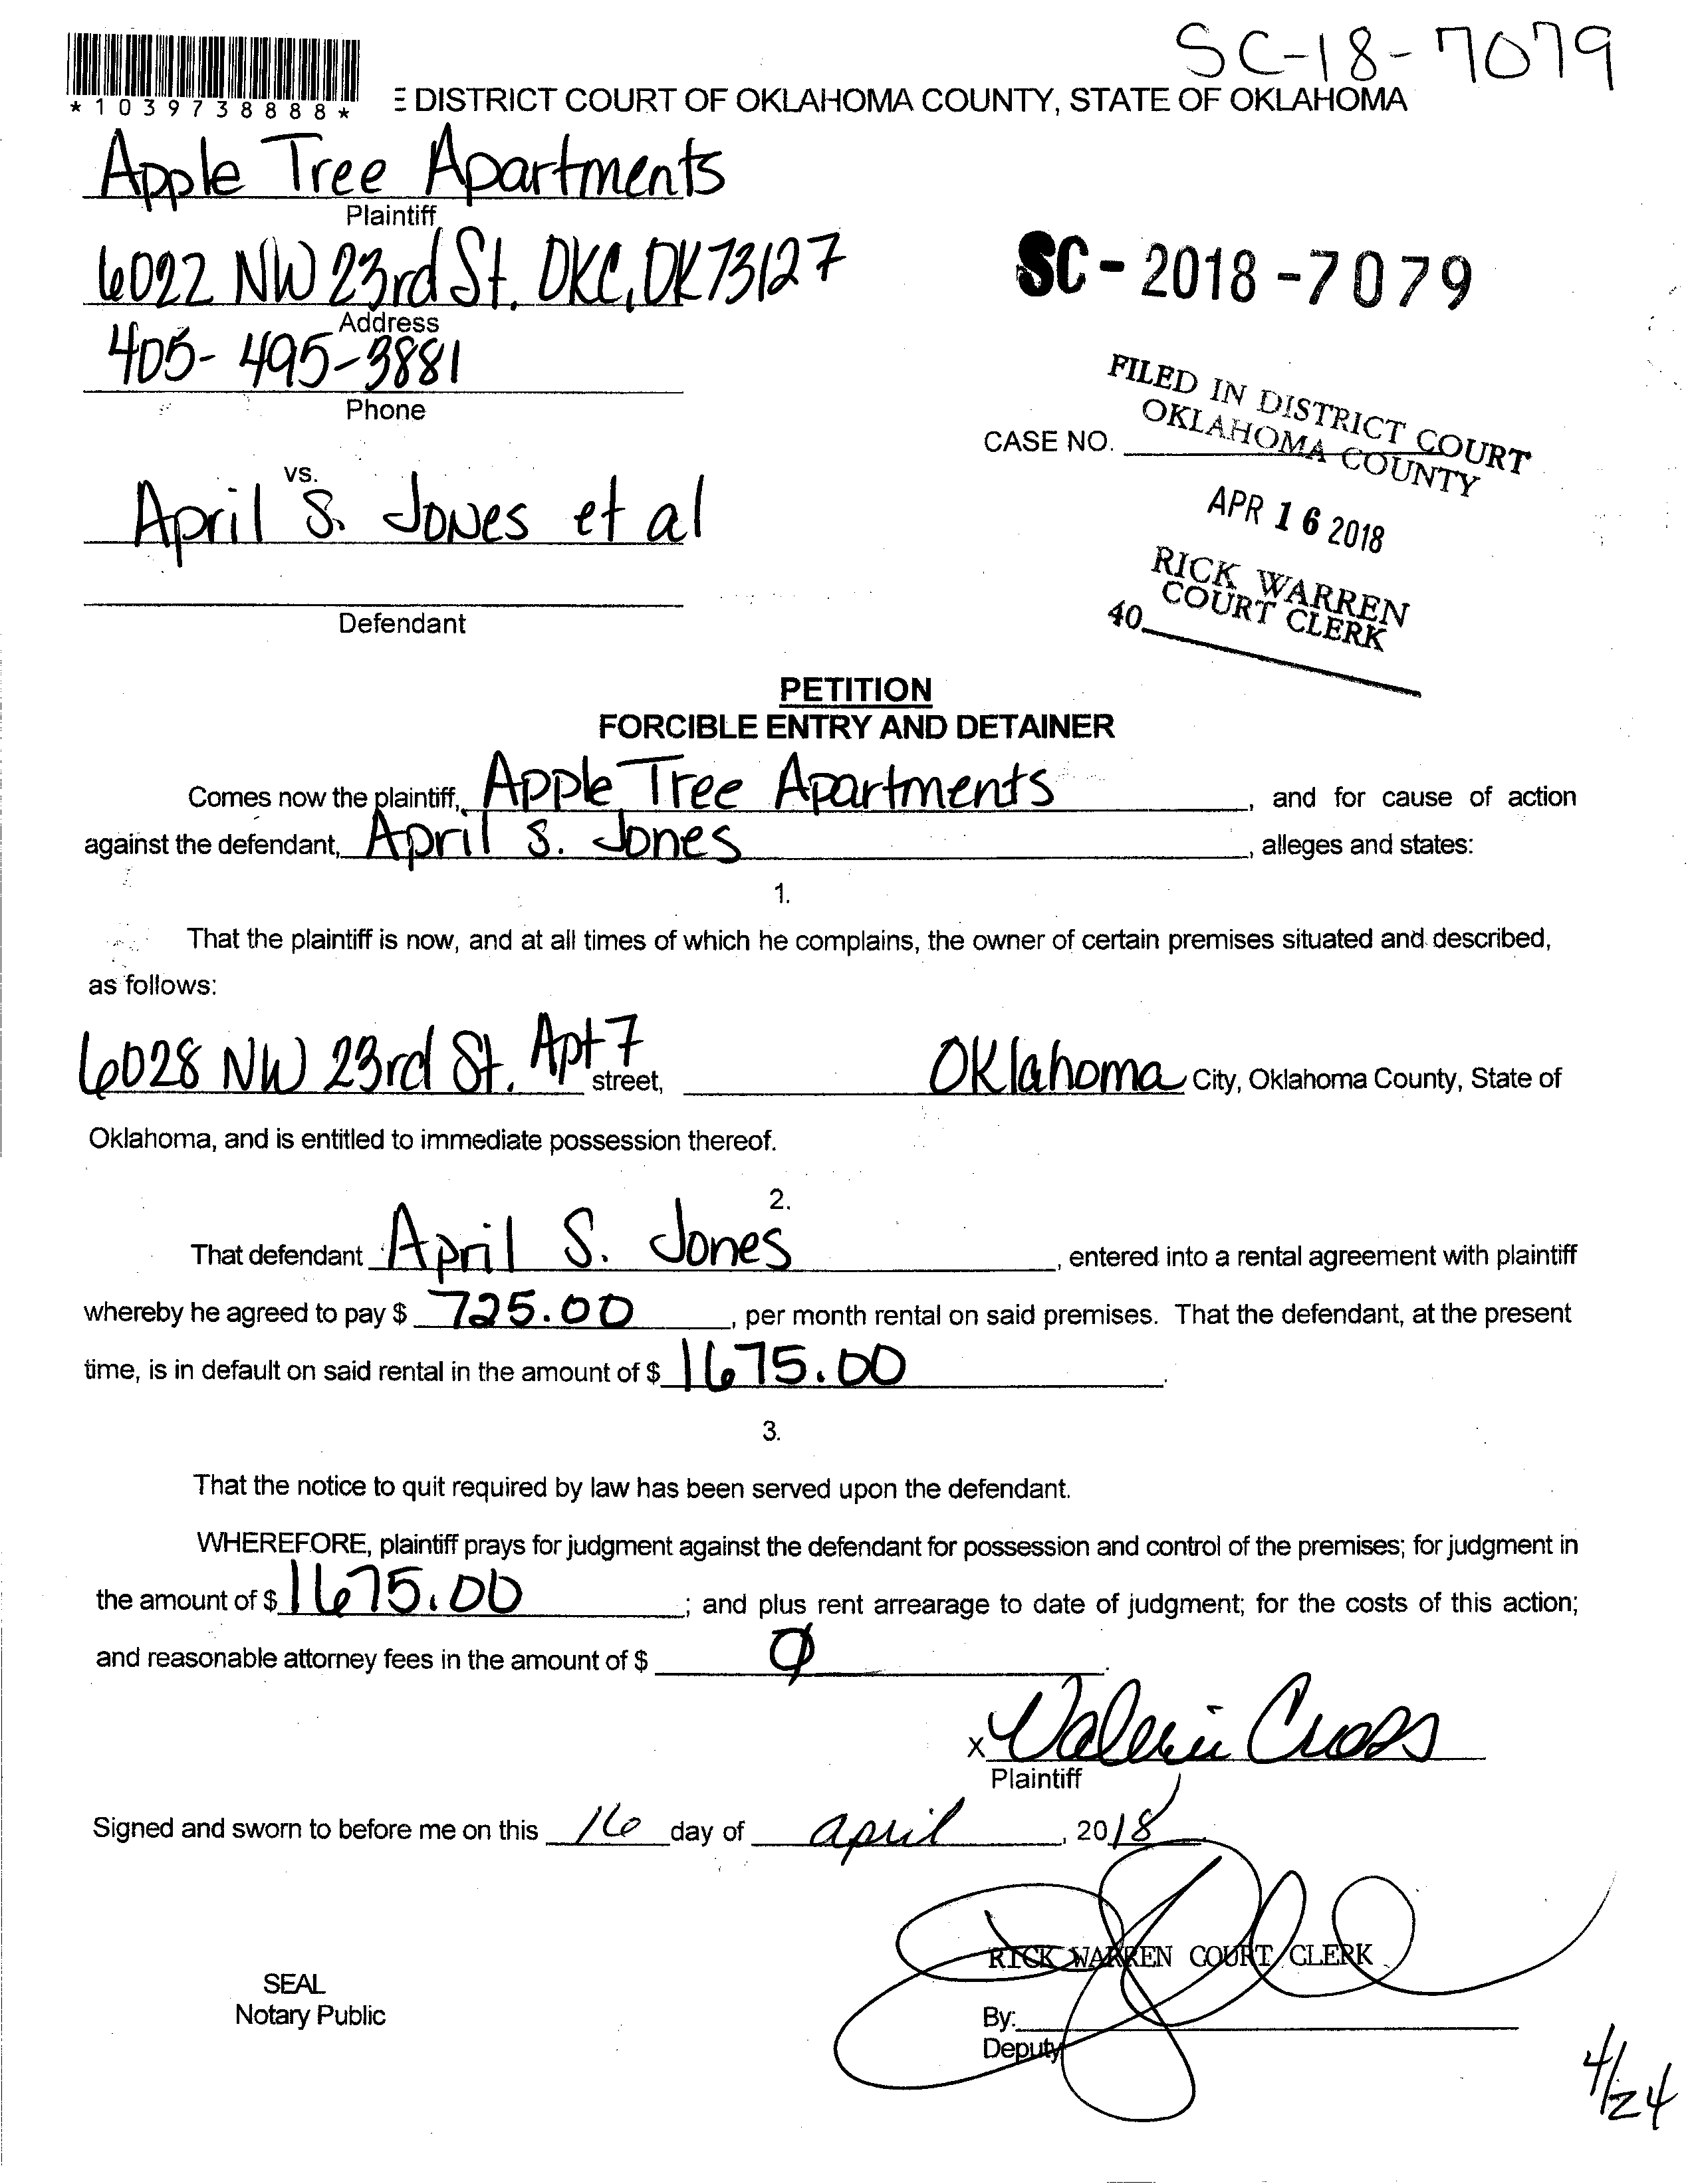 SC-18-7079
*1039738888*
E DISTRICT COURT OF OKLAHOMA COUNTY, STATE OF OKLAHOMA
Apple Tree Apartments
Plaintiff
6022 NW 23rd St. OKC, OK 73127
Address
405-495-3881
Phone
SC-2018-7079
CASE NO.
FILED IN DISTRICT COURT
OKLAHOMA COUNTY
APR 16 2018
RICK WARREN
COURT CLERK
40
vs.
April S. Jones et al
Defendant
PETITION
FORCIBLE ENTRY AND DETAINER
Comes now the plaintiff, Apple Tree Apartments, and for cause of action
against the defendant, April S. Jones, alleges and states:
1.
That the plaintiff is now, and at all times of which he complains, the owner of certain premises situated and described,
as follows:
6028 NW 23rd St. Apt 7 street, Oklahoma City, Oklahoma County, State of
Oklahoma, and is entitled to immediate possession thereof.
2.
That defendant April S. Jones, entered into a rental agreement with plaintiff
whereby he agreed to pay $ 725.00, per month rental on said premises. That the defendant, at the present
time, is in default on said rental in the amount of $ 1675.00.
3.
That the notice to quit required by law has been served upon the defendant.
WHEREFORE, plaintiff prays for judgment against the defendant for possession and control of the premises; for judgment in
the amount of $ 1675.00; and plus rent arrearage to date of judgment; for the costs of this action;
and reasonable attorney fees in the amount of $ Ø.
x Valerie Cross
Plaintiff
Signed and sworn to before me on this 16 day of april, 2018.
RICK WARREN COURT CLERK
SEAL
Notary Public
By:
Deputy
4/24